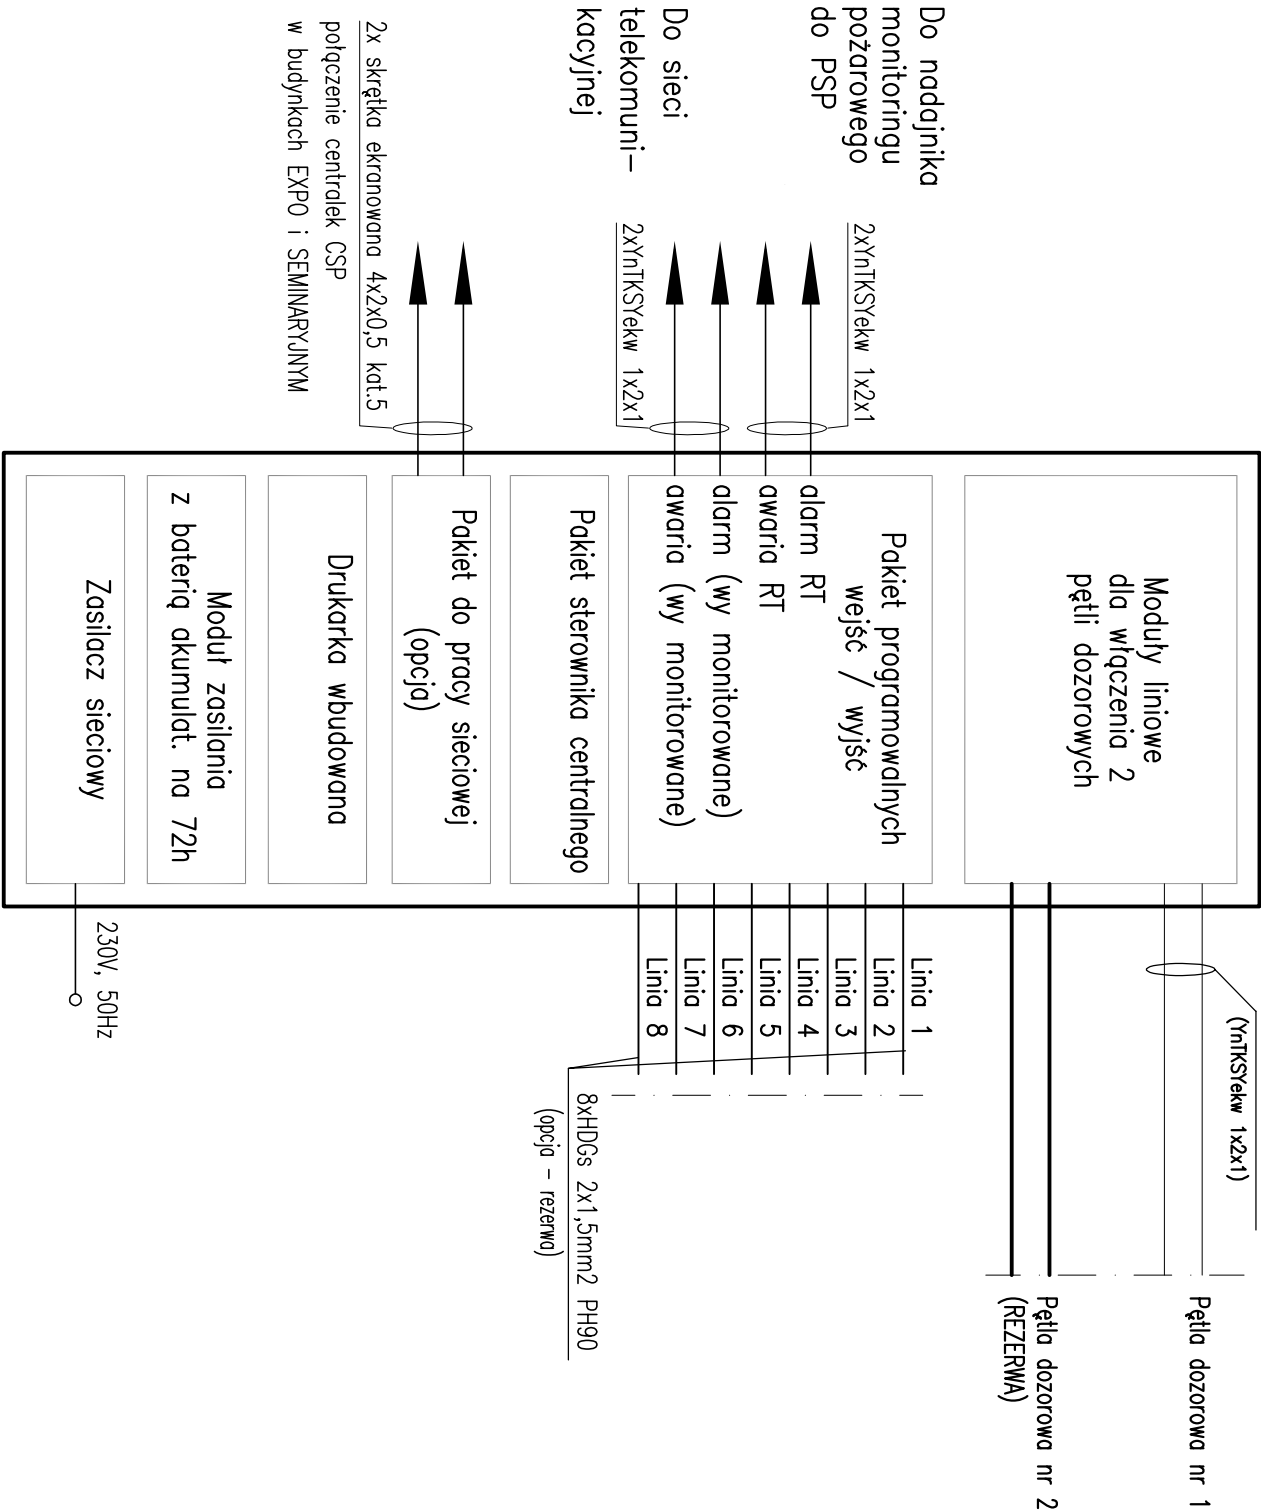 Do nadajnika
monitoringu
pożarowego
do PSP
2xYnTKSYekw 1x2x1
Do sieci
telekomuni-
kacyjnej
2xYnTKSYekw 1x2x1
2x skrętka ekranowana 4x2x0,5 kat.5
połączenie centralek CSP
w budynkach EXPO i SEMINARYJNYM
Moduły liniowe
dla włączenia 2
pętli dozorowych
Pakiet programowalnych
wejść / wyjść
alarm RT
awaria RT
alarm (wy monitorowane)
awaria (wy monitorowane)
Pakiet sterownika centralnego
Pakiet do pracy sieciowej
(opcja)
Drukarka wbudowana
Moduł zasilania
z baterią akumulat. na 72h
Zasilacz sieciowy
(YnTKSYekw 1x2x1)
Pętla dozorowa nr 1
Pętla dozorowa nr 2
(REZERWA)
Linia 1
Linia 2
Linia 3
Linia 4
Linia 5
Linia 6
Linia 7
Linia 8
8xHDGs 2x1,5mm2 PH90
(opcja - rezerwa)
230V, 50Hz